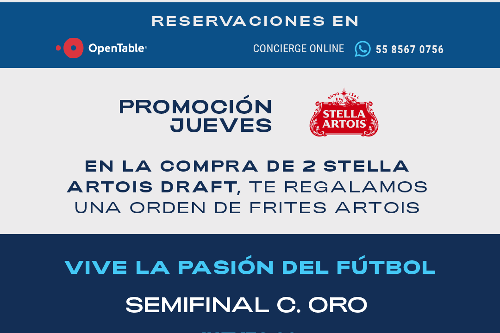 RESERVACIONES EN
OpenTable
CONCIERGE ONLINE 55 8567 0756
PROMOCIÓN
JUEVES
STELLA
ARTOIS
EN LA COMPRA DE 2 STELLA
ARTOIS DRAFT, TE REGALAMOS
UNA ORDEN DE FRITES ARTOIS
VIVE LA PASIÓN DEL FÚTBOL
SEMIFINAL C. ORO